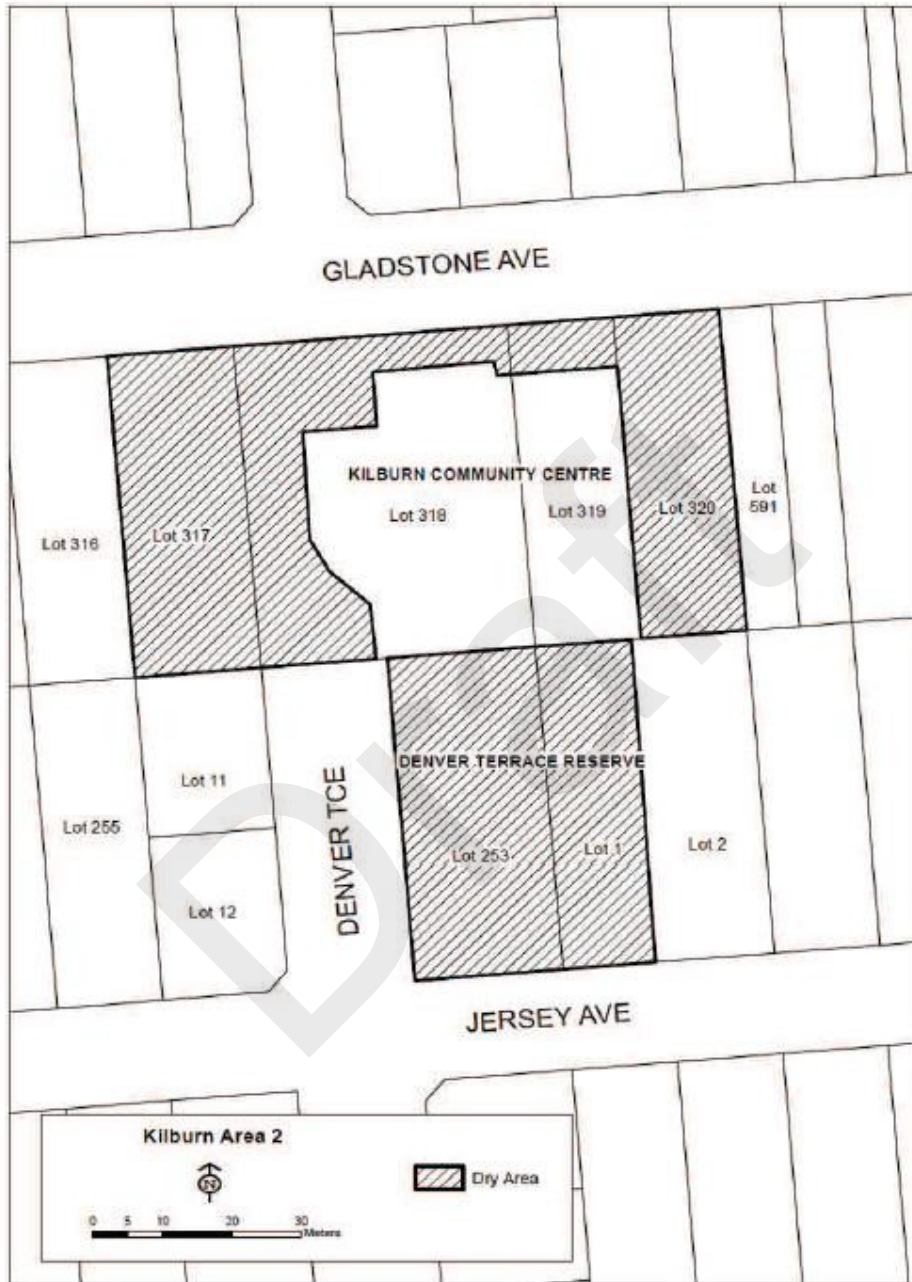 GLADSTONE AVE
KILBURN COMMUNITY CENTRE
Lot 318
Lot 319
Lot 320
Lot
591
Lot 316
Lot 317
DENVER TERRACE RESERVE
Lot 11
Lot 255
Lot 12
DENVER TCE
Lot 253
Lot 1
Lot 2
JERSEY AVE
Draft
Kilburn Area 2
N
Dry Area
0 5 10 20 30
Meters